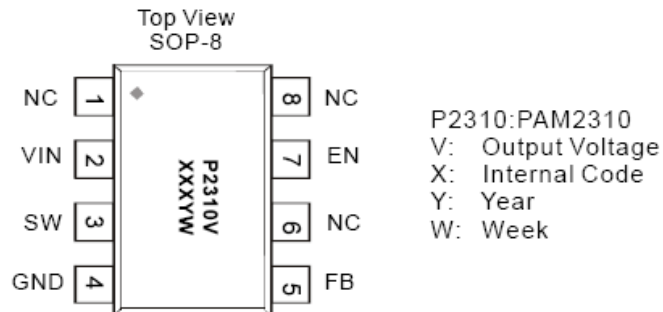 Top View
SOP-8
NC 1
VIN 2
SW 3
GND 4
8 NC
7 EN
6 NC
5 FB
P2310V
XXXYW
P2310:PAM2310
V: Output Voltage
X: Internal Code
Y: Year
W: Week